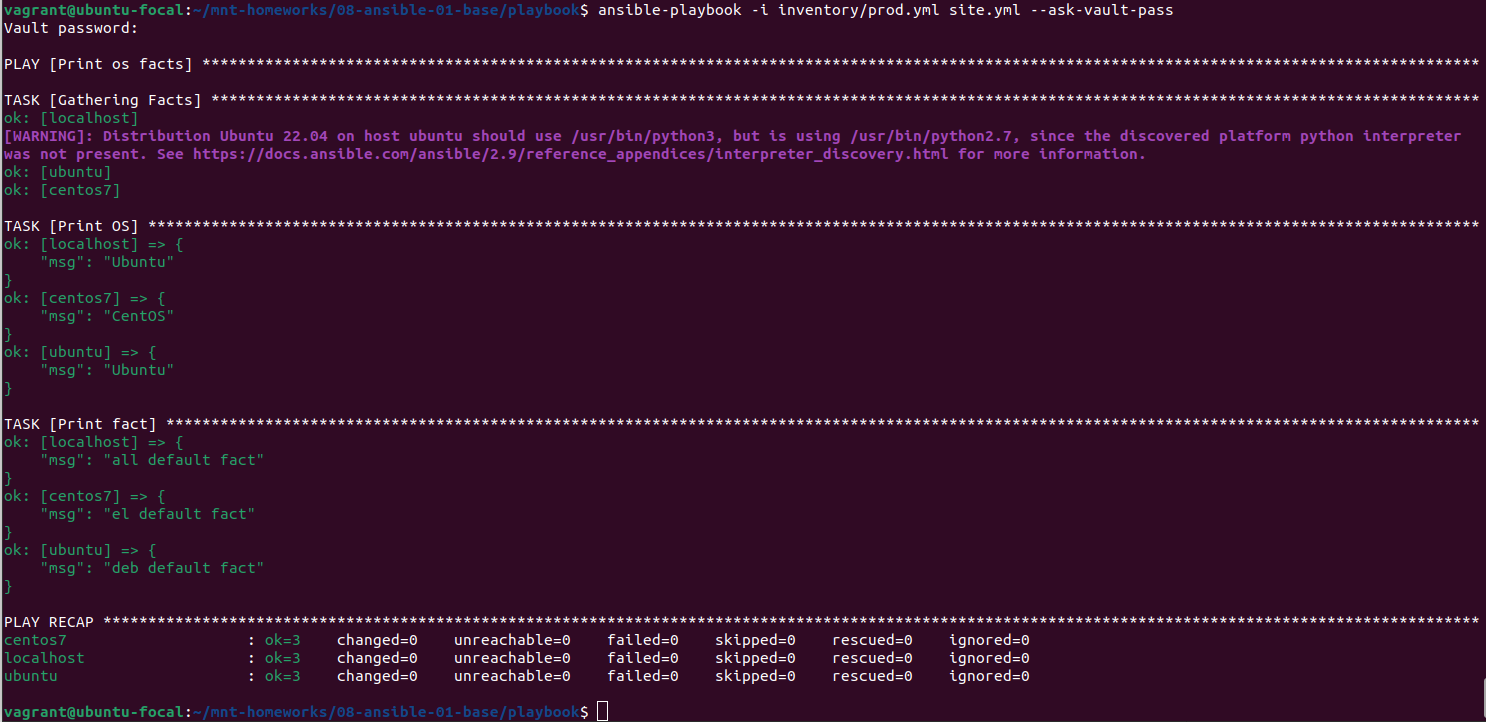 vagrant@ubuntu-focal:~/mnt-homeworks/08-ansible-01-base/playbook$ ansible-playbook -i inventory/prod.yml site.yml --ask-vault-pass
Vault password:
PLAY [Print os facts] **********************************************************************************************************************************************
TASK [Gathering Facts] *********************************************************************************************************************************************
ok: [localhost]
[WARNING]: Distribution Ubuntu 22.04 on host ubuntu should use /usr/bin/python3, but is using /usr/bin/python2.7, since the discovered platform python interpreter
was not present. See https://docs.ansible.com/ansible/2.9/reference_appendices/interpreter_discovery.html for more information.
ok: [ubuntu]
ok: [centos7]
TASK [Print OS] ****************************************************************************************************************************************************
ok: [localhost] => {
    "msg": "Ubuntu"
}
ok: [centos7] => {
    "msg": "CentOS"
}
ok: [ubuntu] => {
    "msg": "Ubuntu"
}
TASK [Print fact] **************************************************************************************************************************************************
ok: [localhost] => {
    "msg": "all default fact"
}
ok: [centos7] => {
    "msg": "el default fact"
}
ok: [ubuntu] => {
    "msg": "deb default fact"
}
PLAY RECAP *********************************************************************************************************************************************************
centos7                    : ok=3    changed=0    unreachable=0    failed=0    skipped=0    rescued=0    ignored=0
localhost                  : ok=3    changed=0    unreachable=0    failed=0    skipped=0    rescued=0    ignored=0
ubuntu                     : ok=3    changed=0    unreachable=0    failed=0    skipped=0    rescued=0    ignored=0
vagrant@ubuntu-focal:~/mnt-homeworks/08-ansible-01-base/playbook$